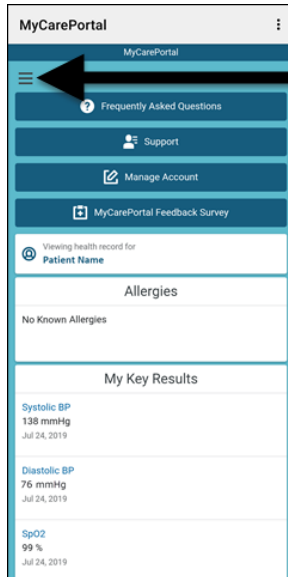 MyCarePortal
MyCarePortal
Frequently Asked Questions
Support
Manage Account
MyCarePortal Feedback Survey
Viewing health record for
Patient Name
Allergies
No Known Allergies
My Key Results
Systolic BP
138 mmHg
Jul 24, 2019
Diastolic BP
76 mmHg
Jul 24, 2019
SpO2
99 %
Jul 24, 2019